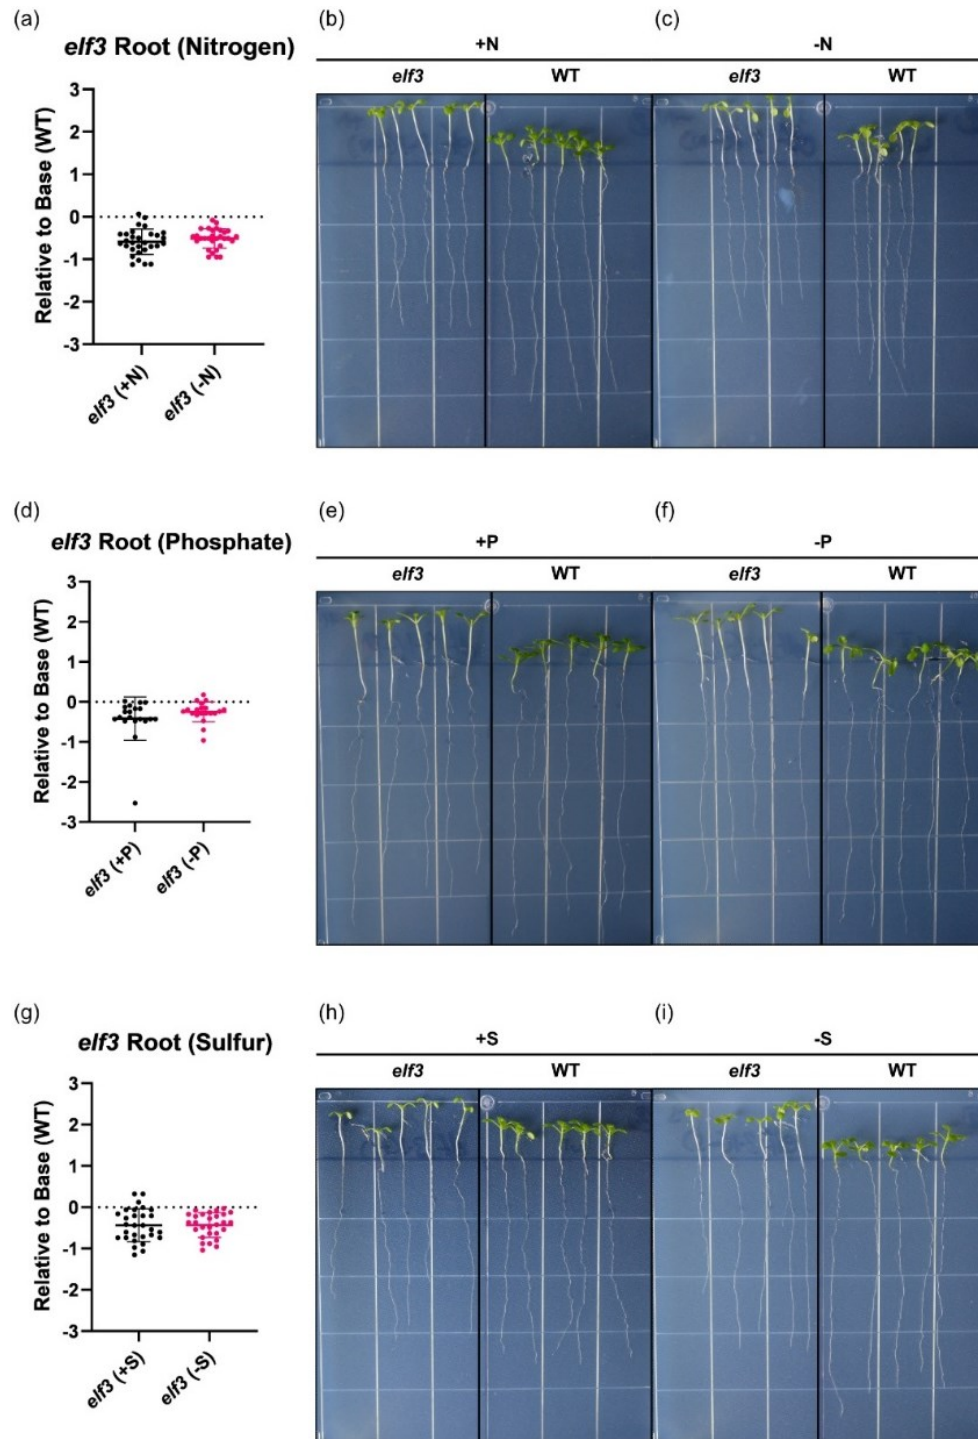 (a)
elf3 Root (Nitrogen)
Relative to Base (WT)
3
2
1
0
-1
-2
-3
elf3 (+N)
elf3 (-N)
(b)
+N
elf3
WT
(c)
-N
elf3
WT
(d)
elf3 Root (Phosphate)
Relative to Base (WT)
3
2
1
0
-1
-2
-3
elf3 (+P)
elf3 (-P)
(e)
+P
elf3
WT
(f)
-P
elf3
WT
(g)
elf3 Root (Sulfur)
Relative to Base (WT)
3
2
1
0
-1
-2
-3
elf3 (+S)
elf3 (-S)
(h)
+S
elf3
WT
(i)
-S
elf3
WT